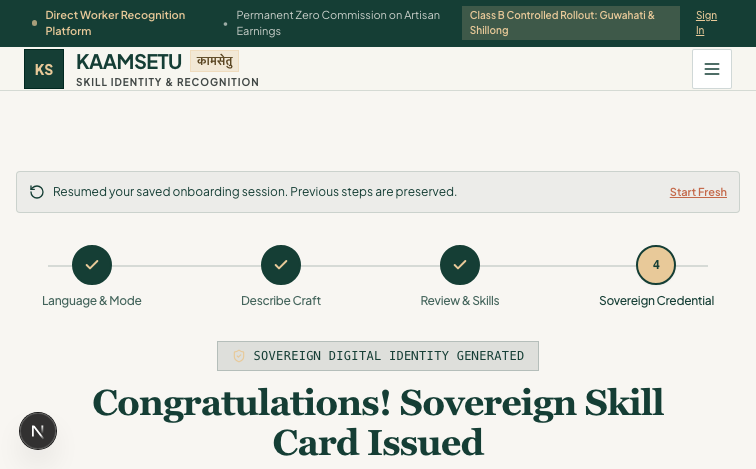 Direct Worker Recognition
Platform
Permanent Zero Commission on Artisan
Earnings
Class B Controlled Rollout: Guwahati &
Shillong
Sign
In
KS
KAAMSETU
कामसेतु
SKILL IDENTITY & RECOGNITION
Resumed your saved onboarding session. Previous steps are preserved.
Start Fresh
4
Language & Mode
Describe Craft
Review & Skills
Sovereign Credential
SOVEREIGN DIGITAL IDENTITY GENERATED
Congratulations! Sovereign Skill
Card Issued
N